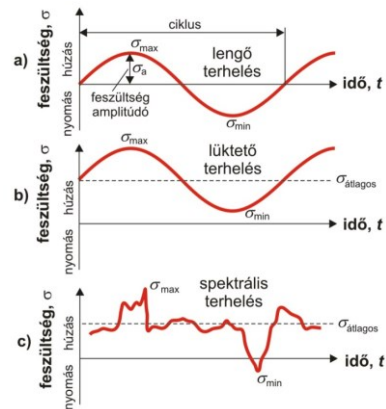 a)
feszültség, σ
nyomás
húzás
ciklus
σmax
σa
feszültség
amplitúdó
lengő
terhelés
σmin
idő, t
b)
feszültség, σ
nyomás
húzás
σmax
lüktető
terhelés
σátlagos
σmin
idő, t
c)
feszültség, σ
nyomás
húzás
σmax
spektrális
terhelés
σátlagos
σmin
idő, t